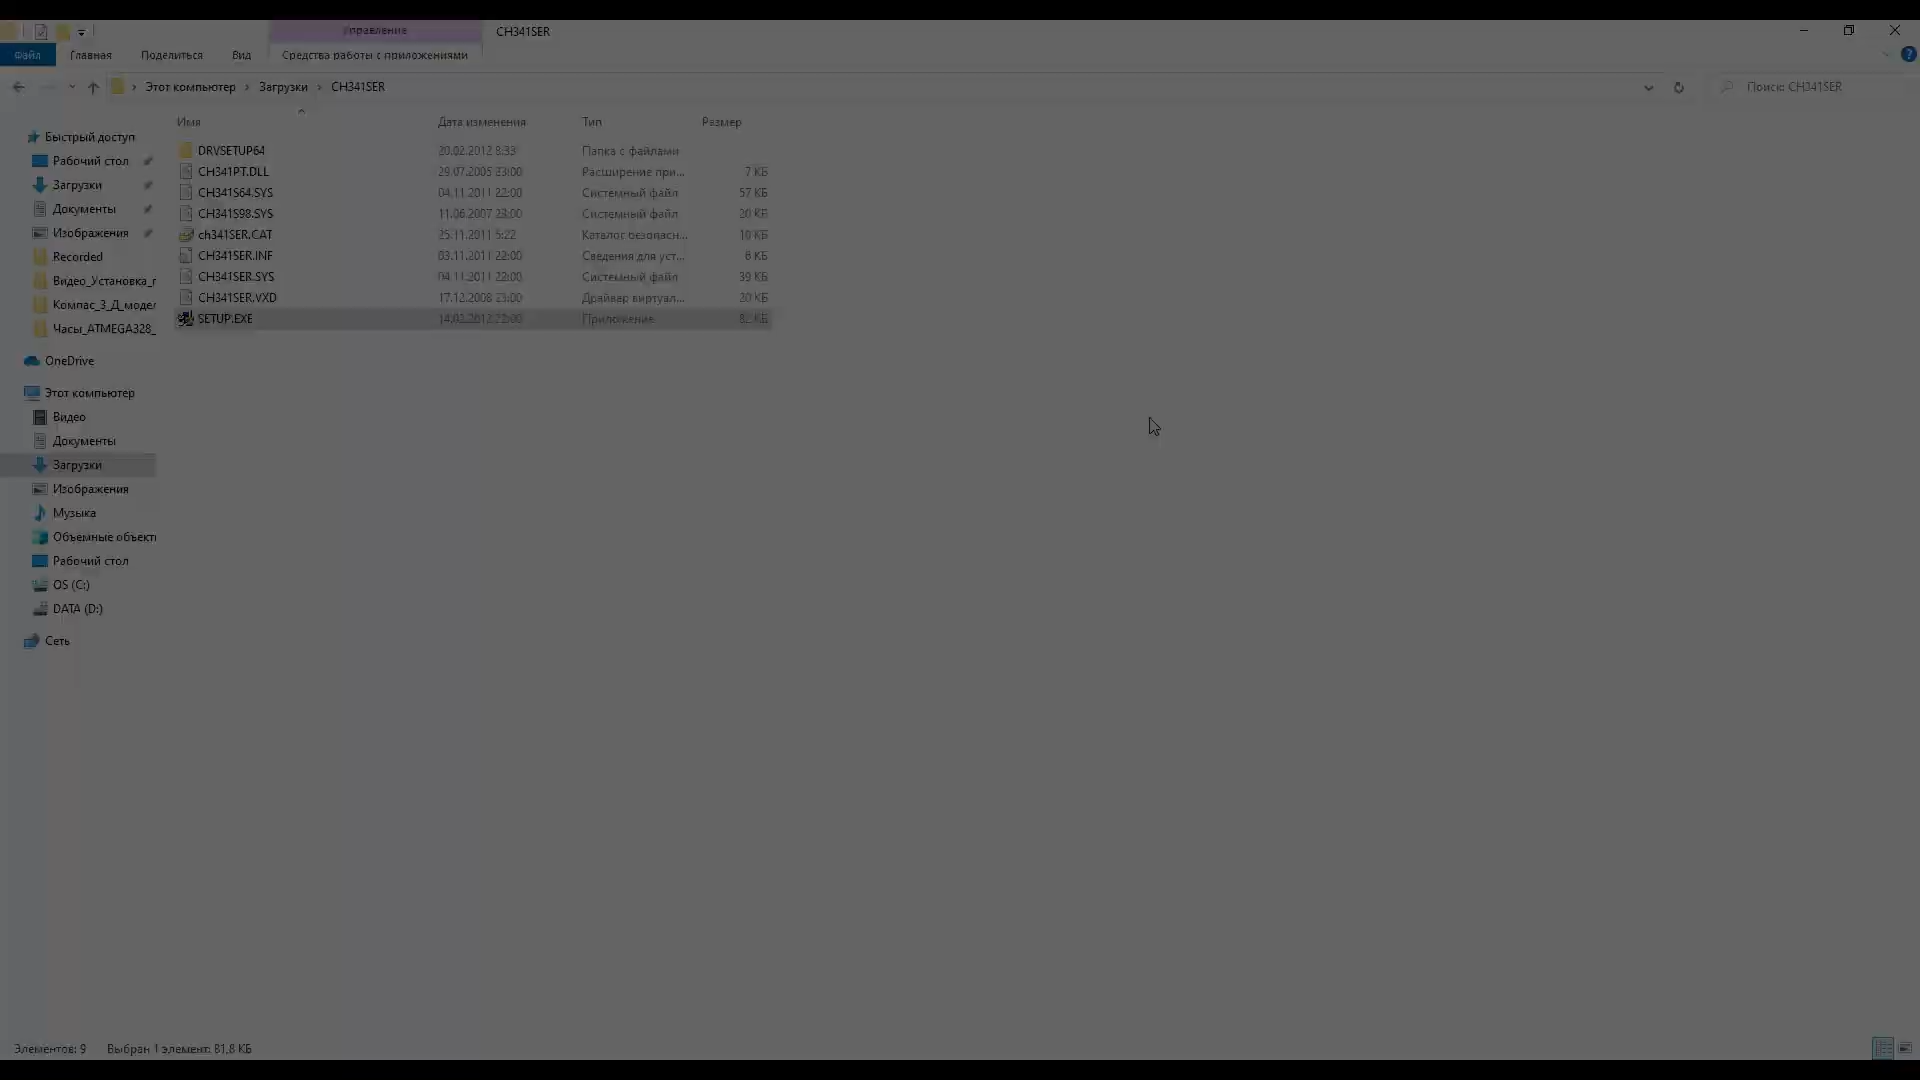 Управление
CH341SER
Файл
Главная
Поделиться
Вид
Средства работы с приложениями
?
Этот компьютер › Загрузки › CH341SER
Поиск: CH341SER
Имя
Дата изменения
Тип
Размер
DRVSETUP64 20.02.2012 8:33 Папка с файлами
CH341PT.DLL 29.07.2005 23:00 Расширение при... 7 КБ
CH341S64.SYS 04.11.2011 22:00 Системный файл 57 КБ
CH341S98.SYS 11.06.2007 23:00 Системный файл 20 КБ
ch341SER.CAT 25.11.2011 5:22 Каталог безопасн... 10 КБ
CH341SER.INF 03.11.2011 22:00 Сведения для уст... 6 КБ
CH341SER.SYS 04.11.2011 22:00 Системный файл 39 КБ
CH341SER.VXD 17.12.2008 23:00 Драйвер виртуал... 20 КБ
SETUP.EXE Приложение
Быстрый доступ
Рабочий стол
Загрузки
Документы
Изображения
Recorded
Видео_Установка_г
Компас_3_Д_модел
Часы_ATMEGA328_
OneDrive
Этот компьютер
Видео
Документы
Загрузки
Изображения
Музыка
Объемные объекты
Рабочий стол
OS (C:)
DATA (D:)
Сеть
Элементов: 9
Выбран 1 элемент: 81,8 КБ